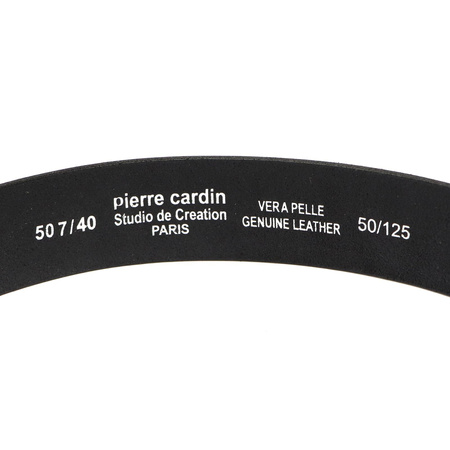 50 7/40
pierre cardin
Studio de Creation
PARIS
VERA PELLE
GENUINE LEATHER
50/125